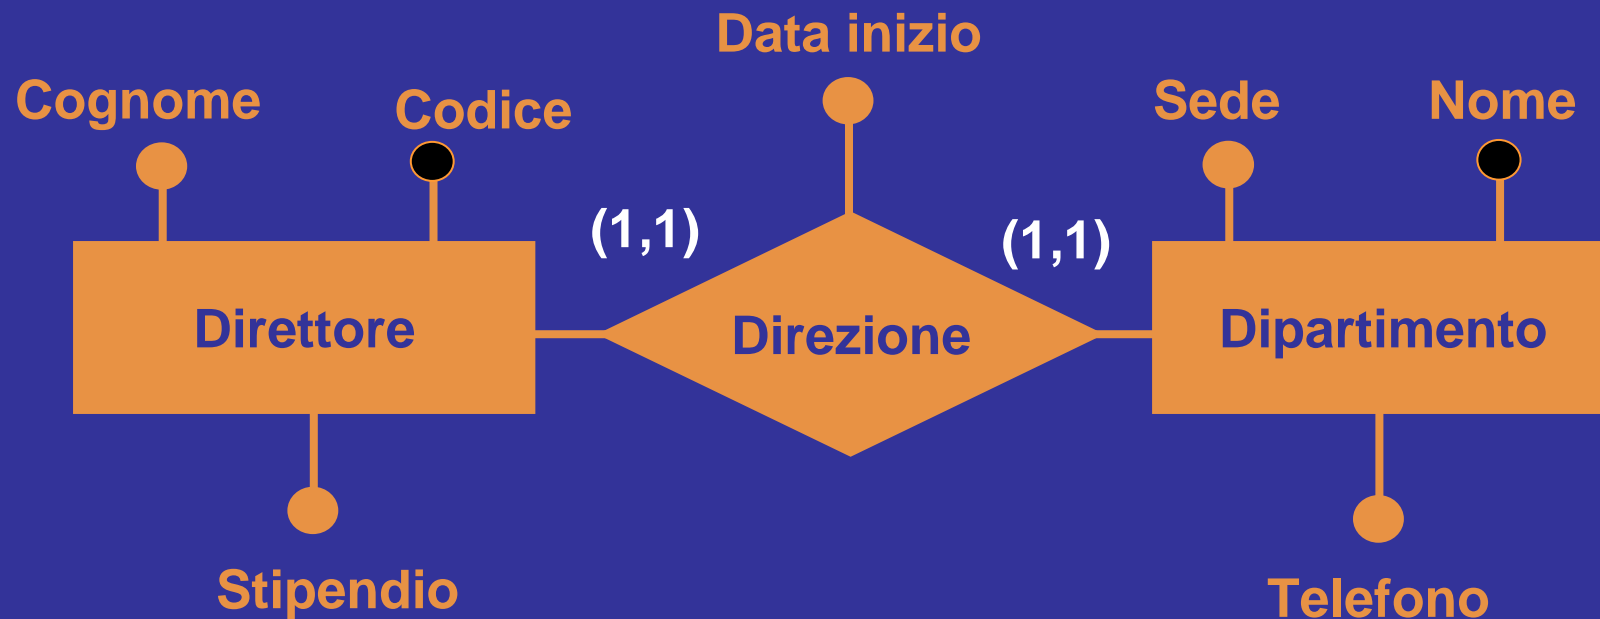 Data inizio
Cognome
Codice
Sede
Nome
(1,1)
(1,1)
Direttore
Direzione
Dipartimento
Stipendio
Telefono